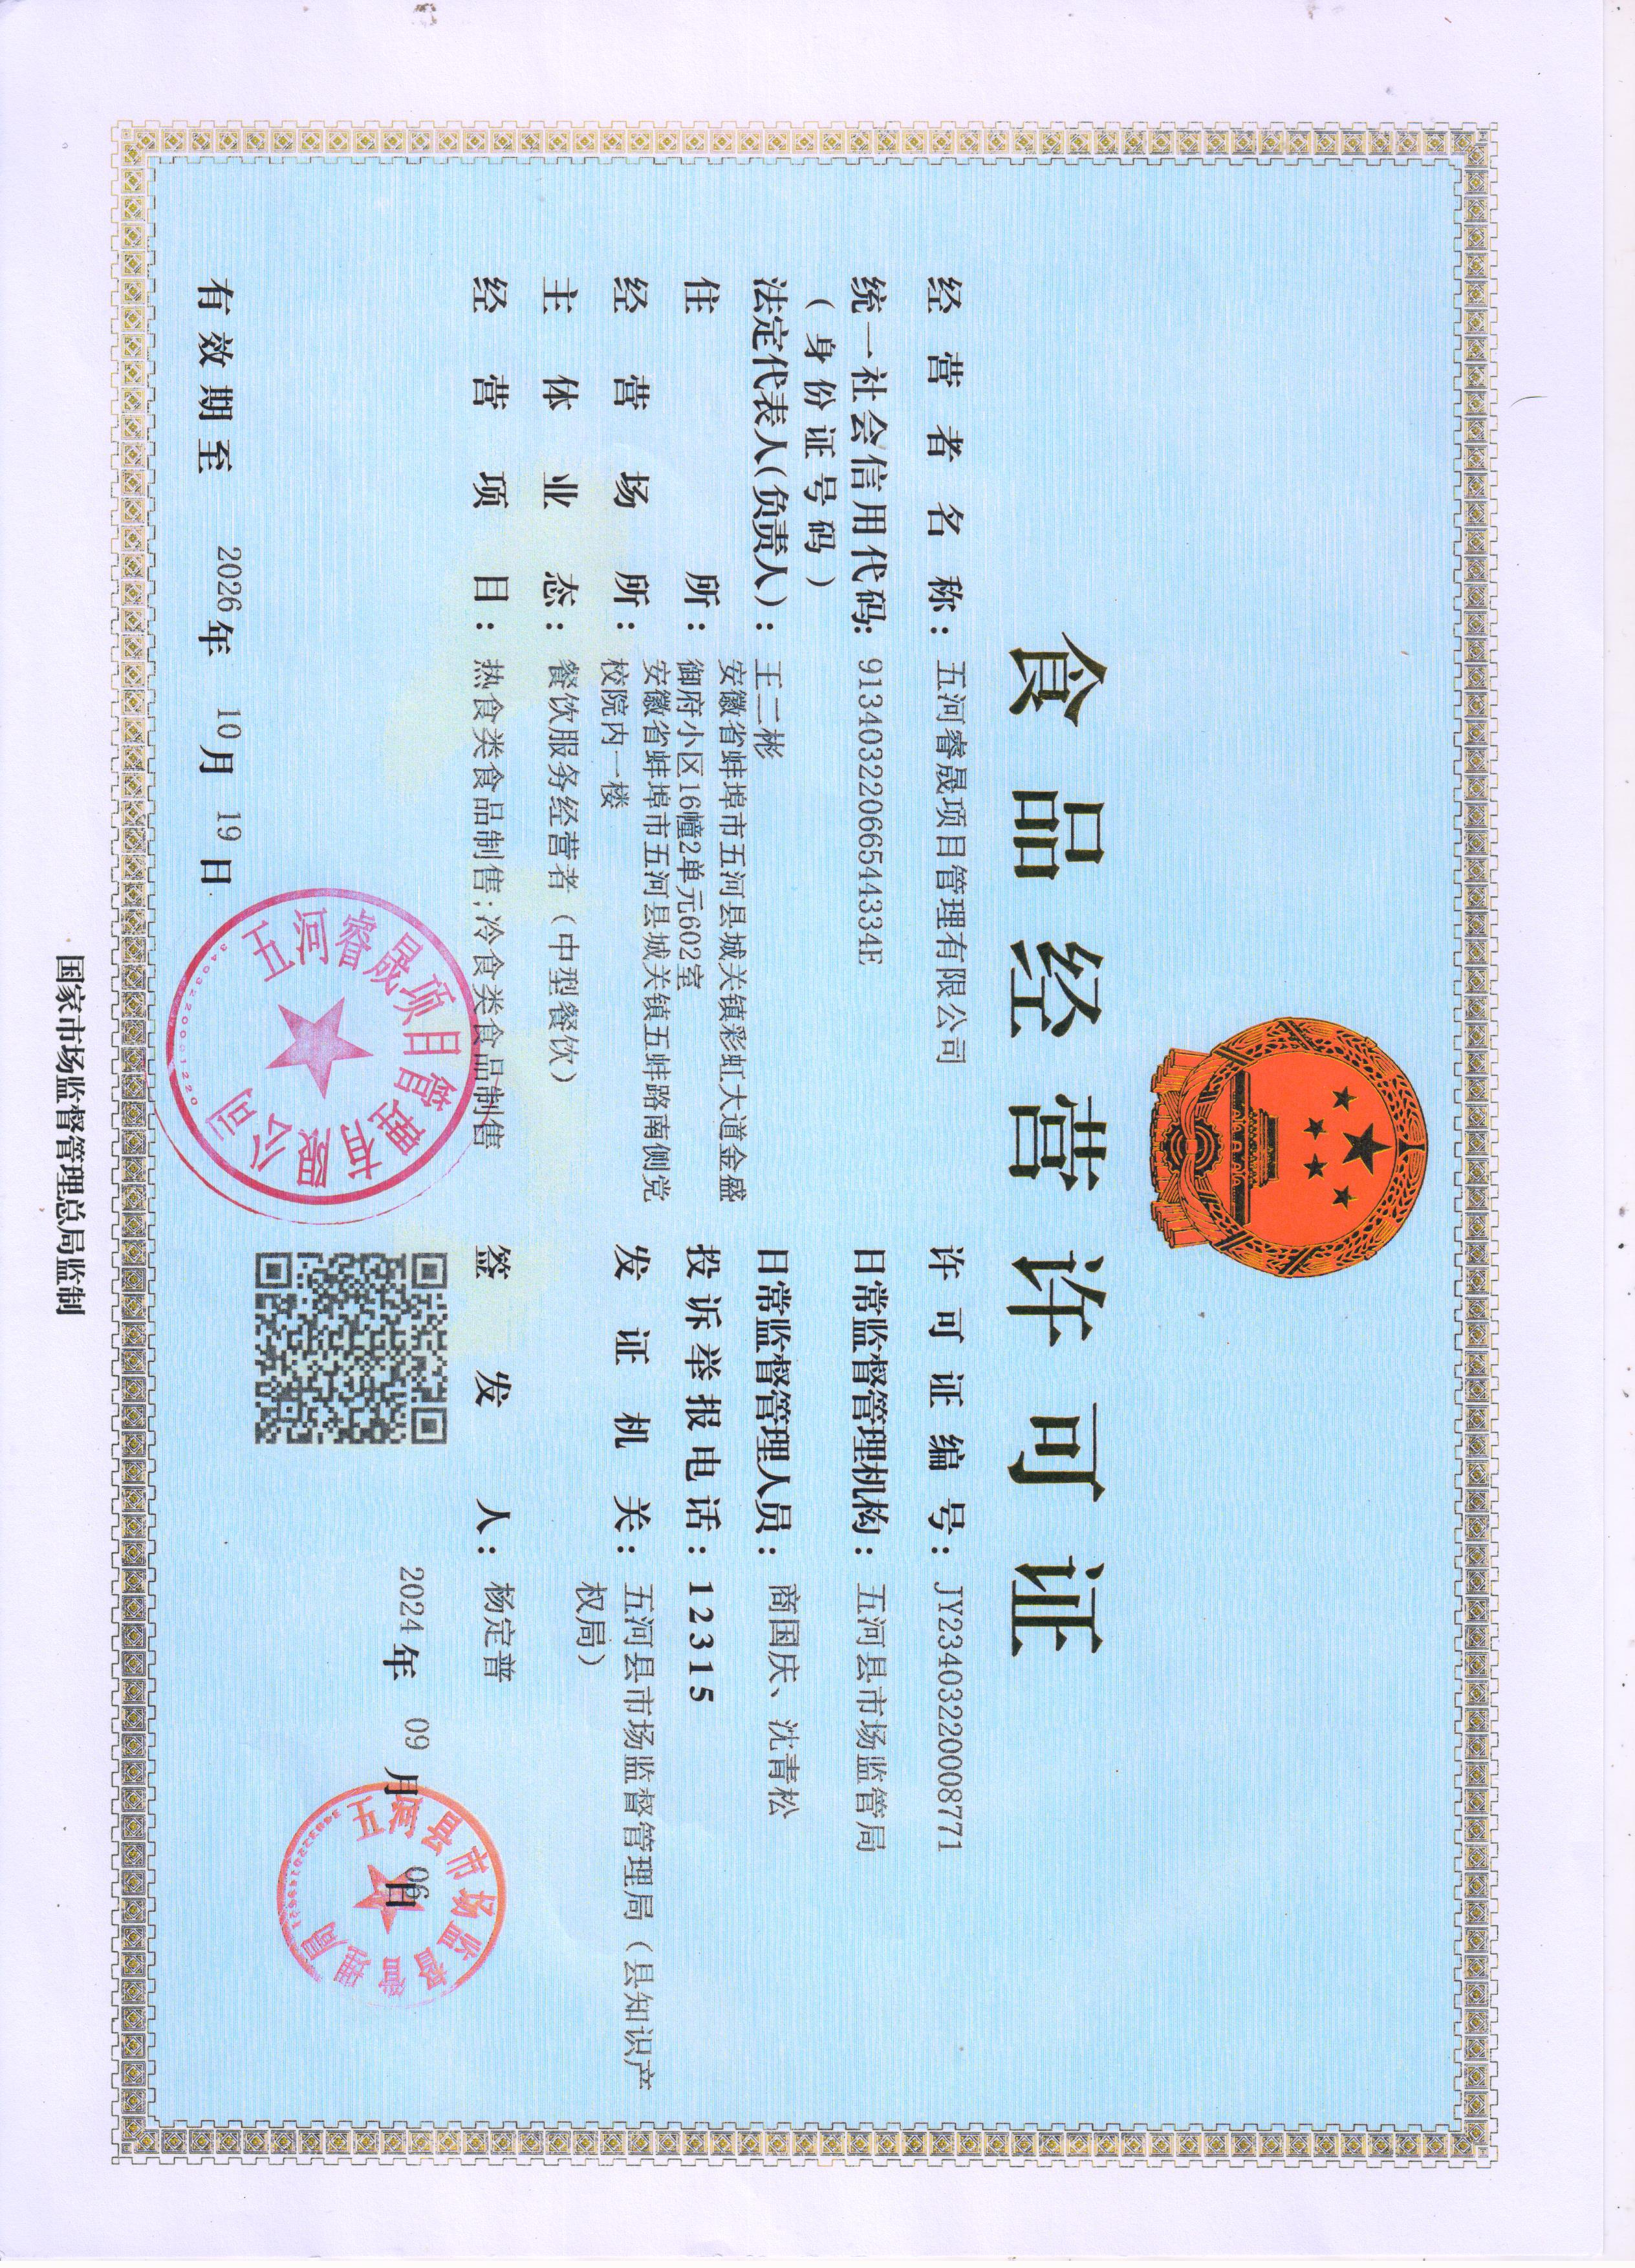 食品经营许可证
经营者名称：五河睿晟项目管理有限公司
统一社会信用代码：91340322066544334E
（身份证号码）
法定代表人（负责人）：王二彬
住所：安徽省蚌埠市五河县城关镇彩虹大道金盛
御府小区16幢2单元602室
经营场所：安徽省蚌埠市五河县城关镇五蚌路南侧党
校院内一楼
主体业态：餐饮服务经营者（中型餐饮）
经营项目：热食类食品制售;冷食类食品制售
有效期至 2026年 10月 19日
许可证编号：JY23403220008771
日常监督管理机构：五河县市场监管局
日常监督管理人员：商国庆、沈青松
投诉举报电话：12315
发证机关：五河县市场监督管理局（县知识产
权局）
签发人：杨定普
2024年 09月 06日
五河睿晟项目管理有限公司
五河县市场监督管理局
国家市场监督管理总局监制